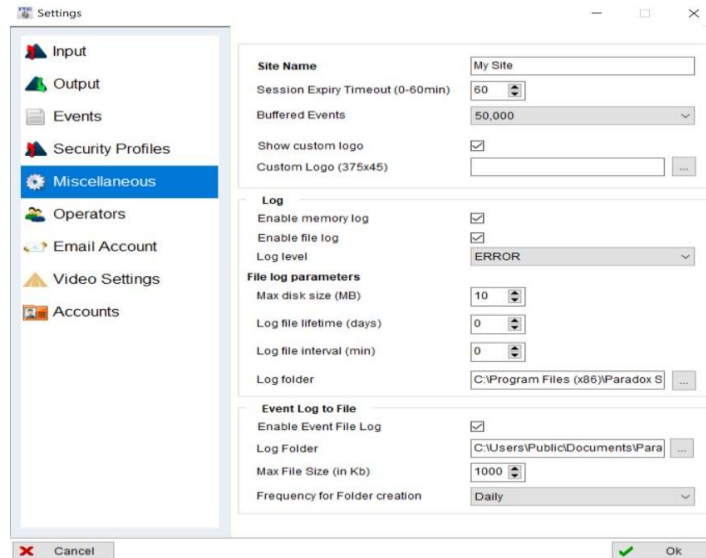 Settings
Input
Output
Events
Security Profiles
Miscellaneous
Operators
Email Account
Video Settings
Accounts
Site Name My Site
Session Expiry Timeout (0-60min) 60
Buffered Events 50,000
Show custom logo
Custom Logo (375x45) ...
Log
Enable memory log
Enable file log
Log level ERROR
File log parameters
Max disk size (MB) 10
Log file lifetime (days) 0
Log file interval (min) 0
Log folder C:\Program Files (x86)\Paradox S ...
Event Log to File
Enable Event File Log
Log Folder C:\Users\Public\Documents\Para ...
Max File Size (in Kb) 1000
Frequency for Folder creation Daily
Cancel Ok